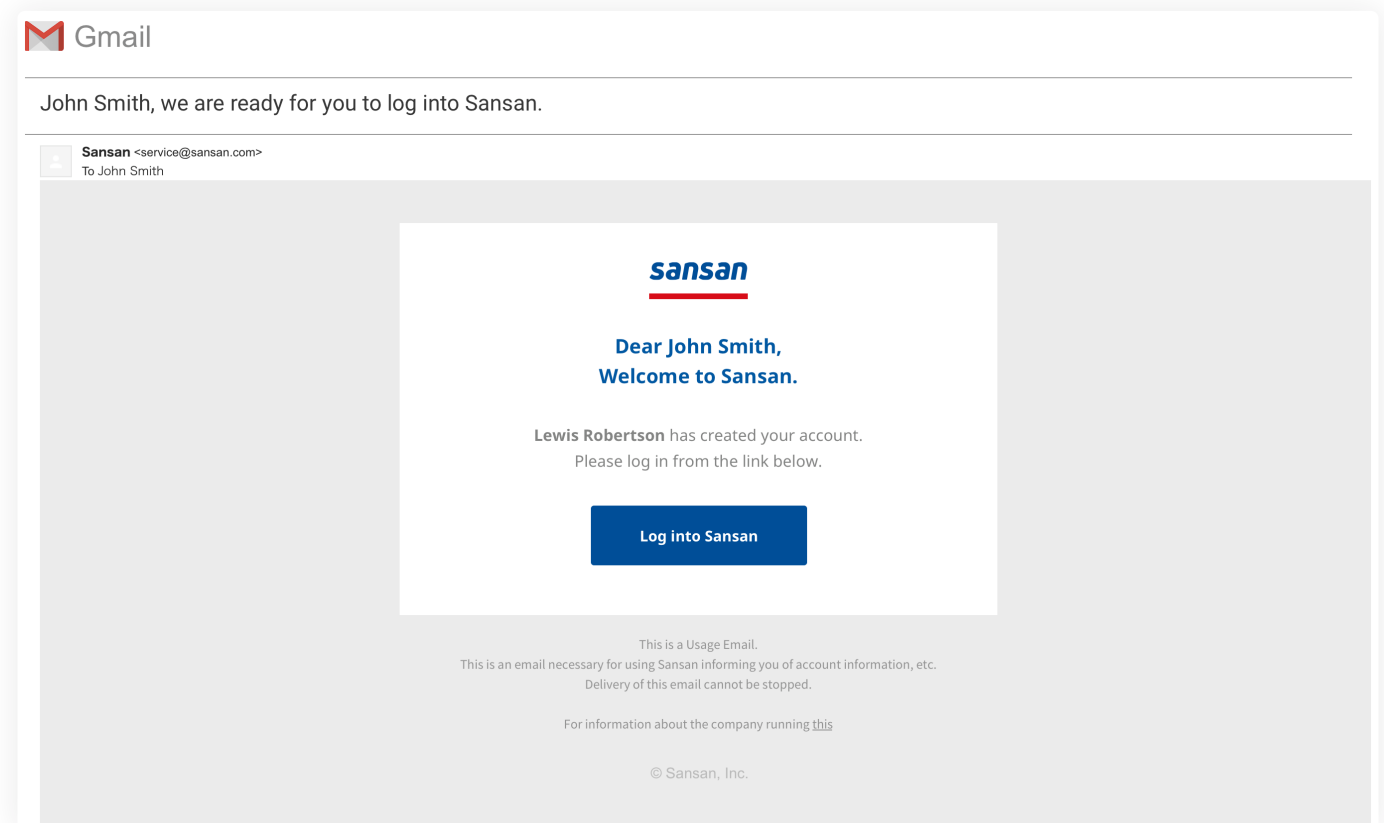 Gmail
John Smith, we are ready for you to log into Sansan.
Sansan <service@sansan.com>
To John Smith
sansan
Dear John Smith,
Welcome to Sansan.
Lewis Robertson has created your account.
Please log in from the link below.
Log into Sansan
This is a Usage Email.
This is an email necessary for using Sansan informing you of account information, etc.
Delivery of this email cannot be stopped.
For information about the company running this
© Sansan, Inc.